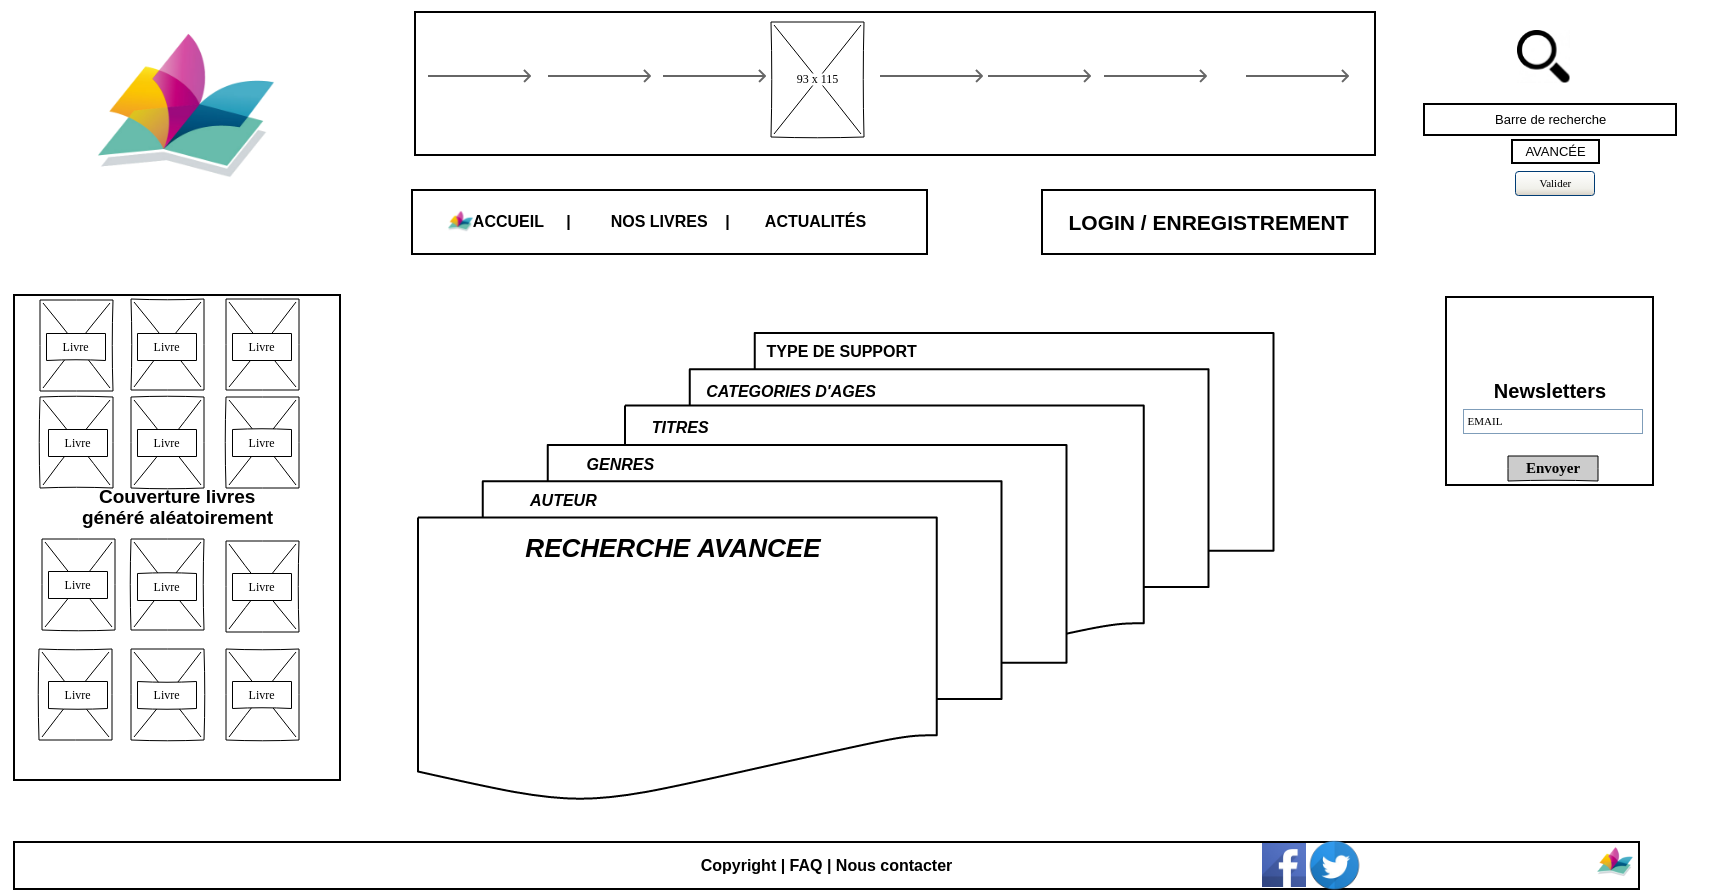 93 x 115
Barre de recherche
AVANCÉE
Valider
ACCUEIL | NOS LIVRES | ACTUALITÉS
LOGIN / ENREGISTREMENT
Livre Livre Livre
Livre Livre Livre
Couverture livres
généré aléatoirement
Livre Livre Livre
Livre Livre Livre
TYPE DE SUPPORT
CATEGORIES D'AGES
TITRES
GENRES
AUTEUR
RECHERCHE AVANCEE
Newsletters
EMAIL
Envoyer
Copyright | FAQ | Nous contacter